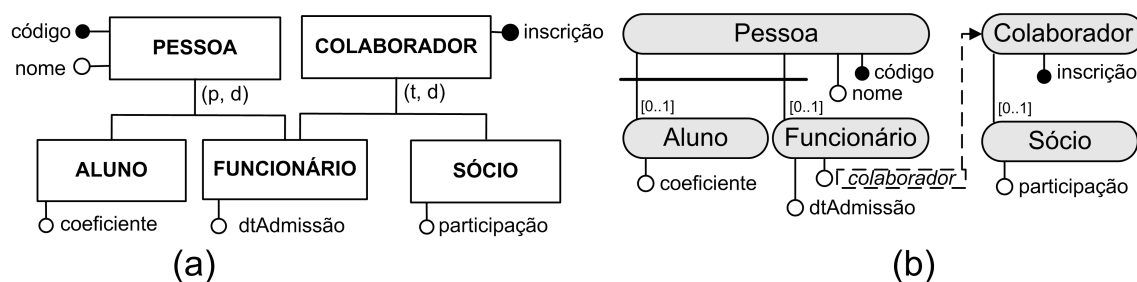 código
nome
PESSOA
COLABORADOR
inscrição
(p, d)
(t, d)
ALUNO
FUNCIONÁRIO
SÓCIO
coeficiente
dtAdmissão
participação
(a)
Pessoa
Colaborador
código
nome
inscrição
[0..1]
[0..1]
[0..1]
Aluno
Funcionário
Sócio
coeficiente
colaborador
dtAdmissão
participação
(b)